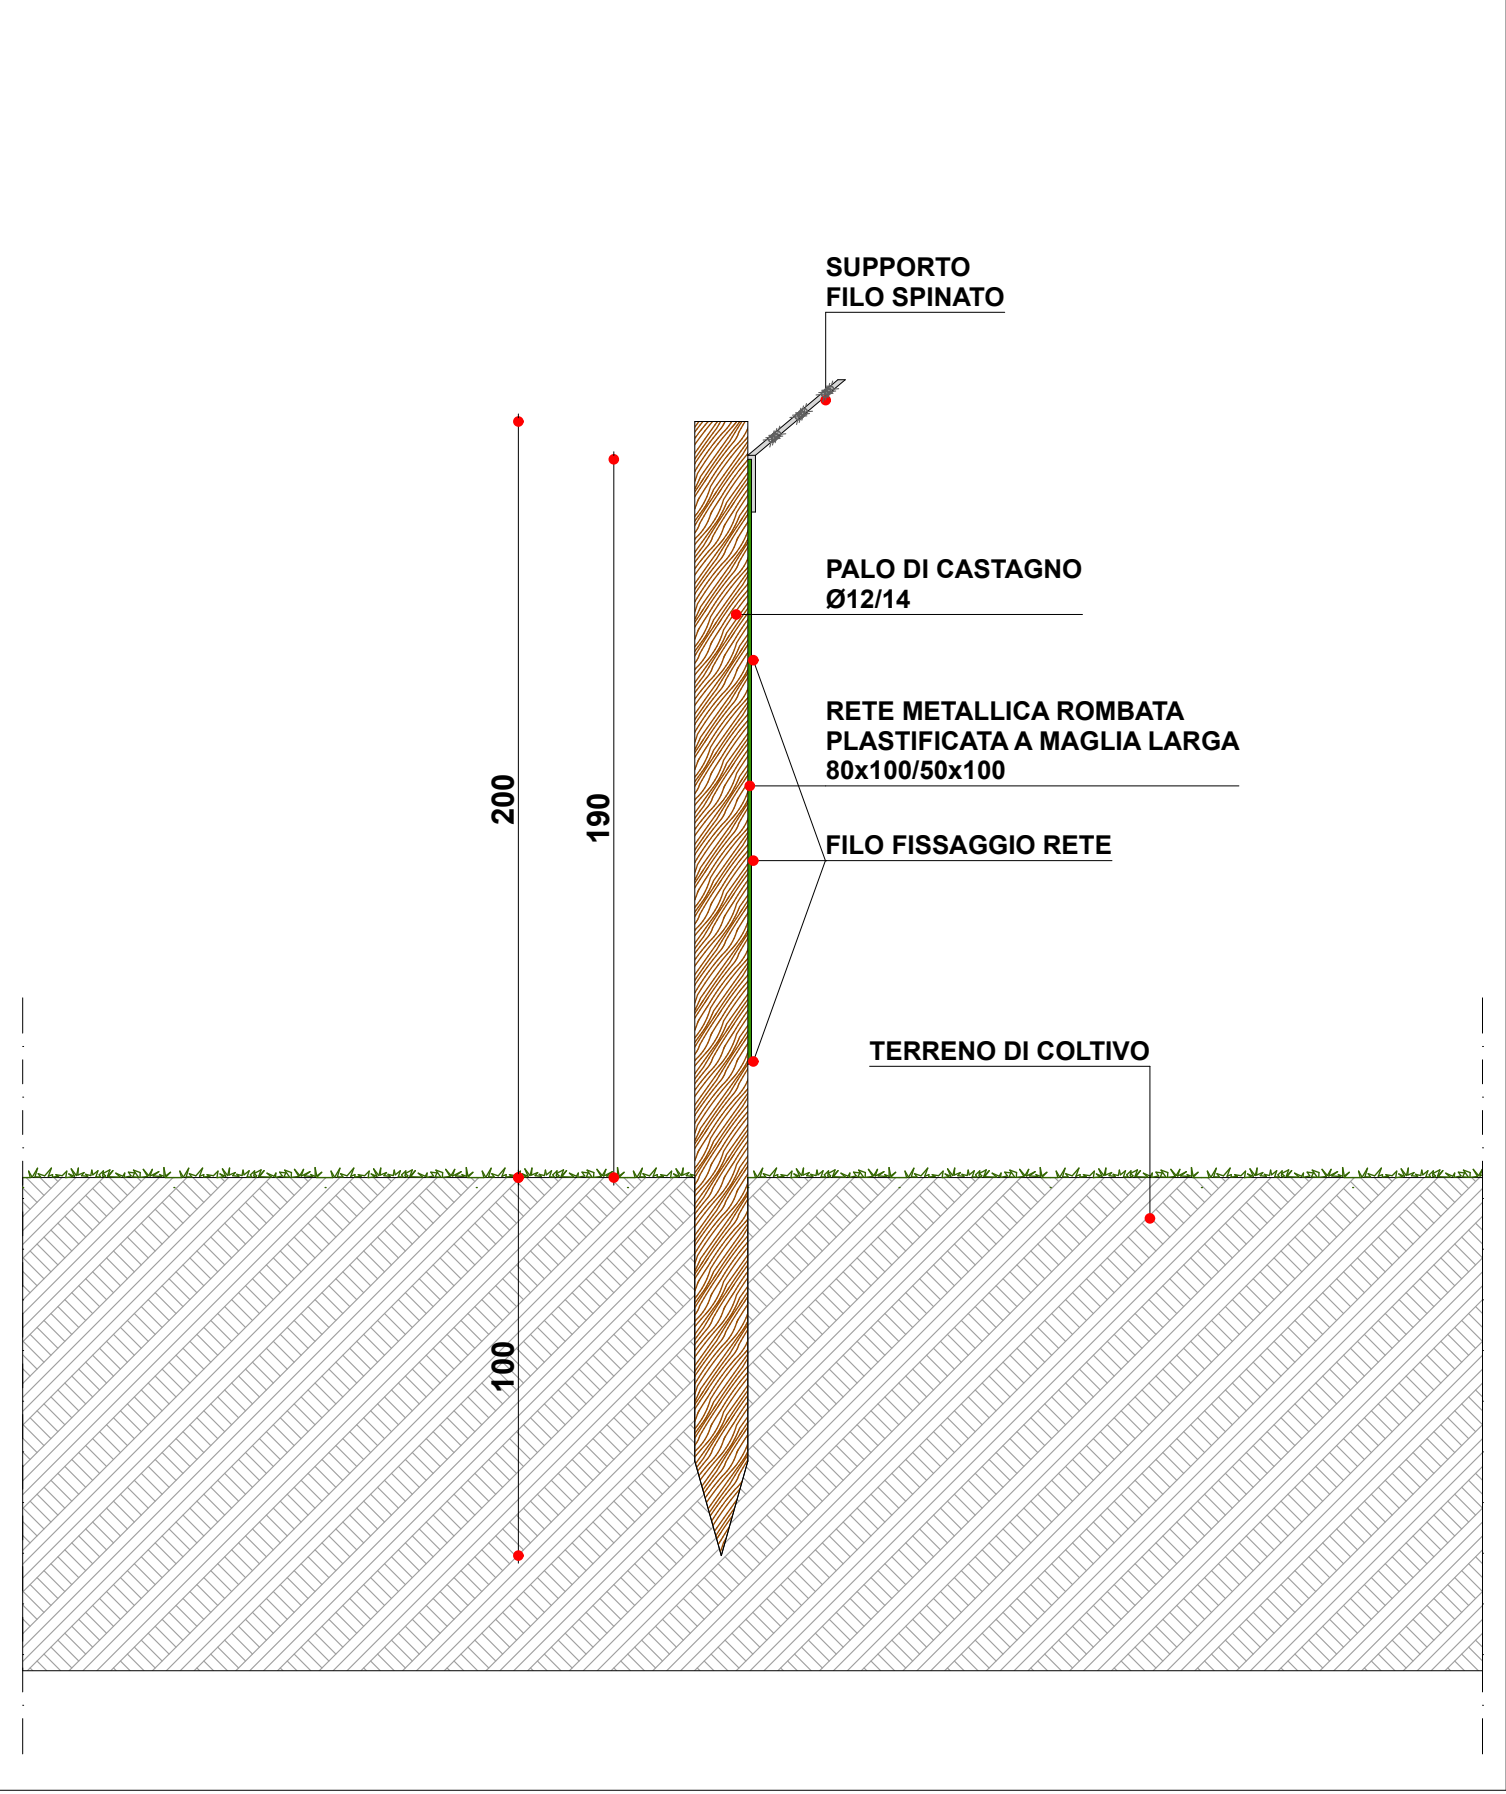 SUPPORTO
FILO SPINATO
PALO DI CASTAGNO
Ø12/14
RETE METALLICA ROMBATA
PLASTIFICATA A MAGLIA LARGA
80x100/50x100
200
190
FILO FISSAGGIO RETE
TERRENO DI COLTIVO
100